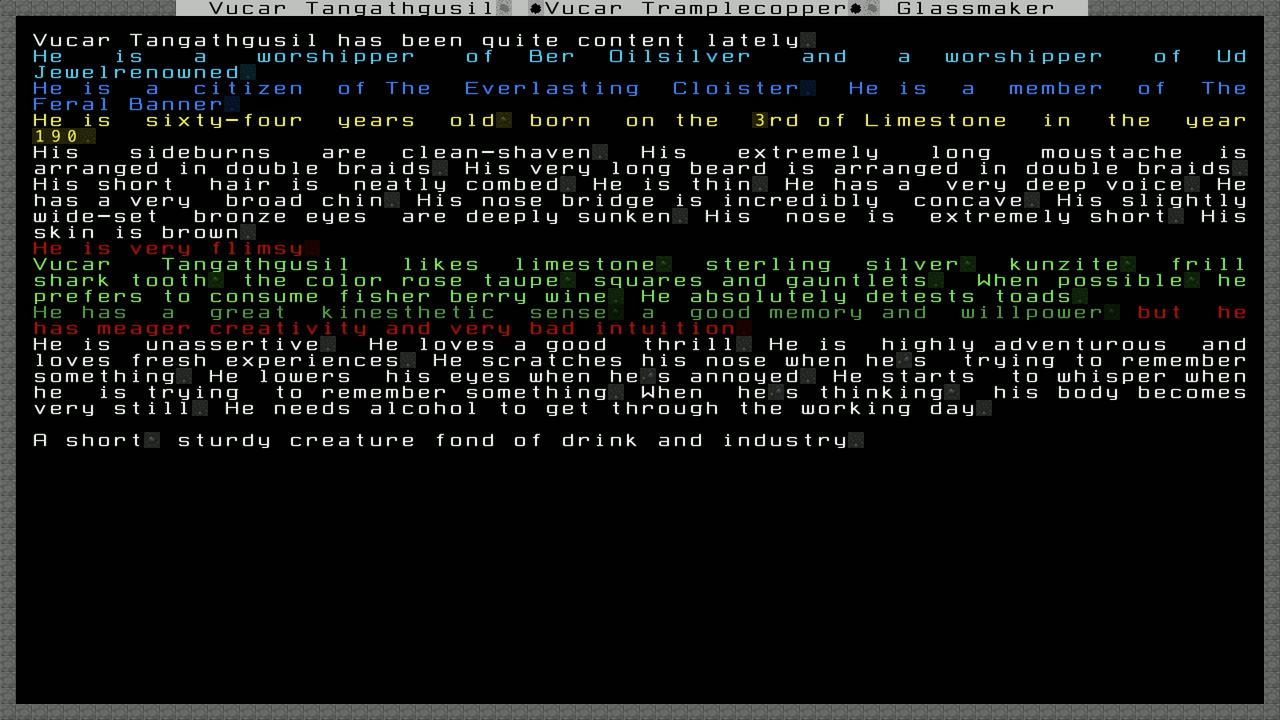 Vucar Tangathgusil, "Vucar Tramplecopper", Glassmaker
Vucar Tangathgusil has been quite content lately.
He is a worshipper of Ber Oilsilver and a worshipper of Ud
Jewelrenowned.
He is a citizen of The Everlasting Cloister. He is a member of The
Feral Banner.
He is sixty-four years old, born on the 3rd of Limestone in the year
190.
His sideburns are clean-shaven. His extremely long moustache is
arranged in double braids. His very long beard is arranged in double braids.
His short hair is neatly combed. He is thin. He has a very deep voice. He
has a very broad chin. His nose bridge is incredibly concave. His slightly
wide-set bronze eyes are deeply sunken. His nose is extremely short. His
skin is brown.
He is very flimsy.
Vucar Tangathgusil likes limestone, sterling silver, kunzite, frill
shark tooth, the color rose taupe, squares and gauntlets. When possible, he
prefers to consume fisher berry wine. He absolutely detests toads.
He has a great kinesthetic sense, a good memory and willpower, but he
has meager creativity and very bad intuition.
He is unassertive. He loves a good thrill. He is highly adventurous and
loves fresh experiences. He scratches his nose when he's trying to remember
something. He lowers his eyes when he's annoyed. He starts to whisper when
he is trying to remember something. When he's thinking, his body becomes
very still. He needs alcohol to get through the working day.
A short, sturdy creature fond of drink and industry.